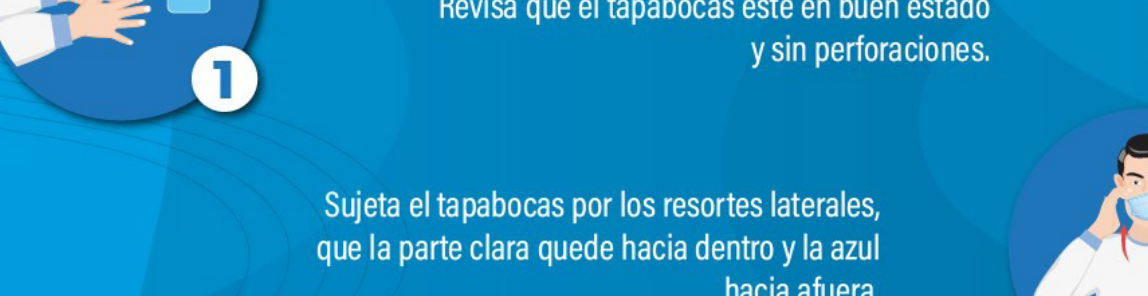 Revisa que el tapabocas esté en buen estado
y sin perforaciones.
1
Sujeta el tapabocas por los resortes laterales,
que la parte clara quede hacia dentro y la azul
hacia afuera.